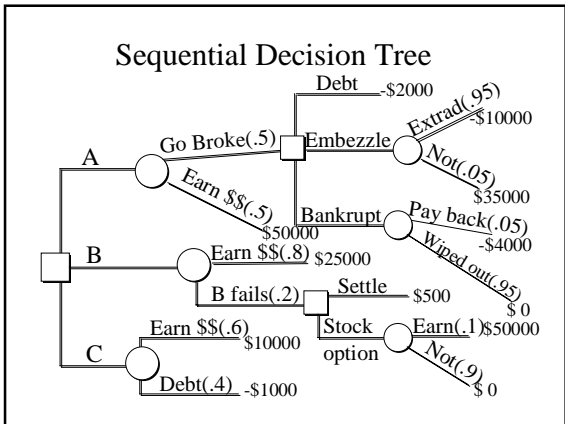 Sequential Decision Tree
Debt
-$2000
Extrad(.95)
-$10000
Go Broke(.5)
Embezzle
A
Not(.05)
$35000
Earn $$(.5)
$50000
Bankrupt
Pay back(.05)
-$4000
Wiped out(.95)
$ 0
B
Earn $$(.8)
$25000
B fails(.2)
Settle
$500
Stock
option
Earn(.1)
$50000
Not(.9)
$ 0
C
Earn $$(.6)
$10000
Debt(.4)
-$1000